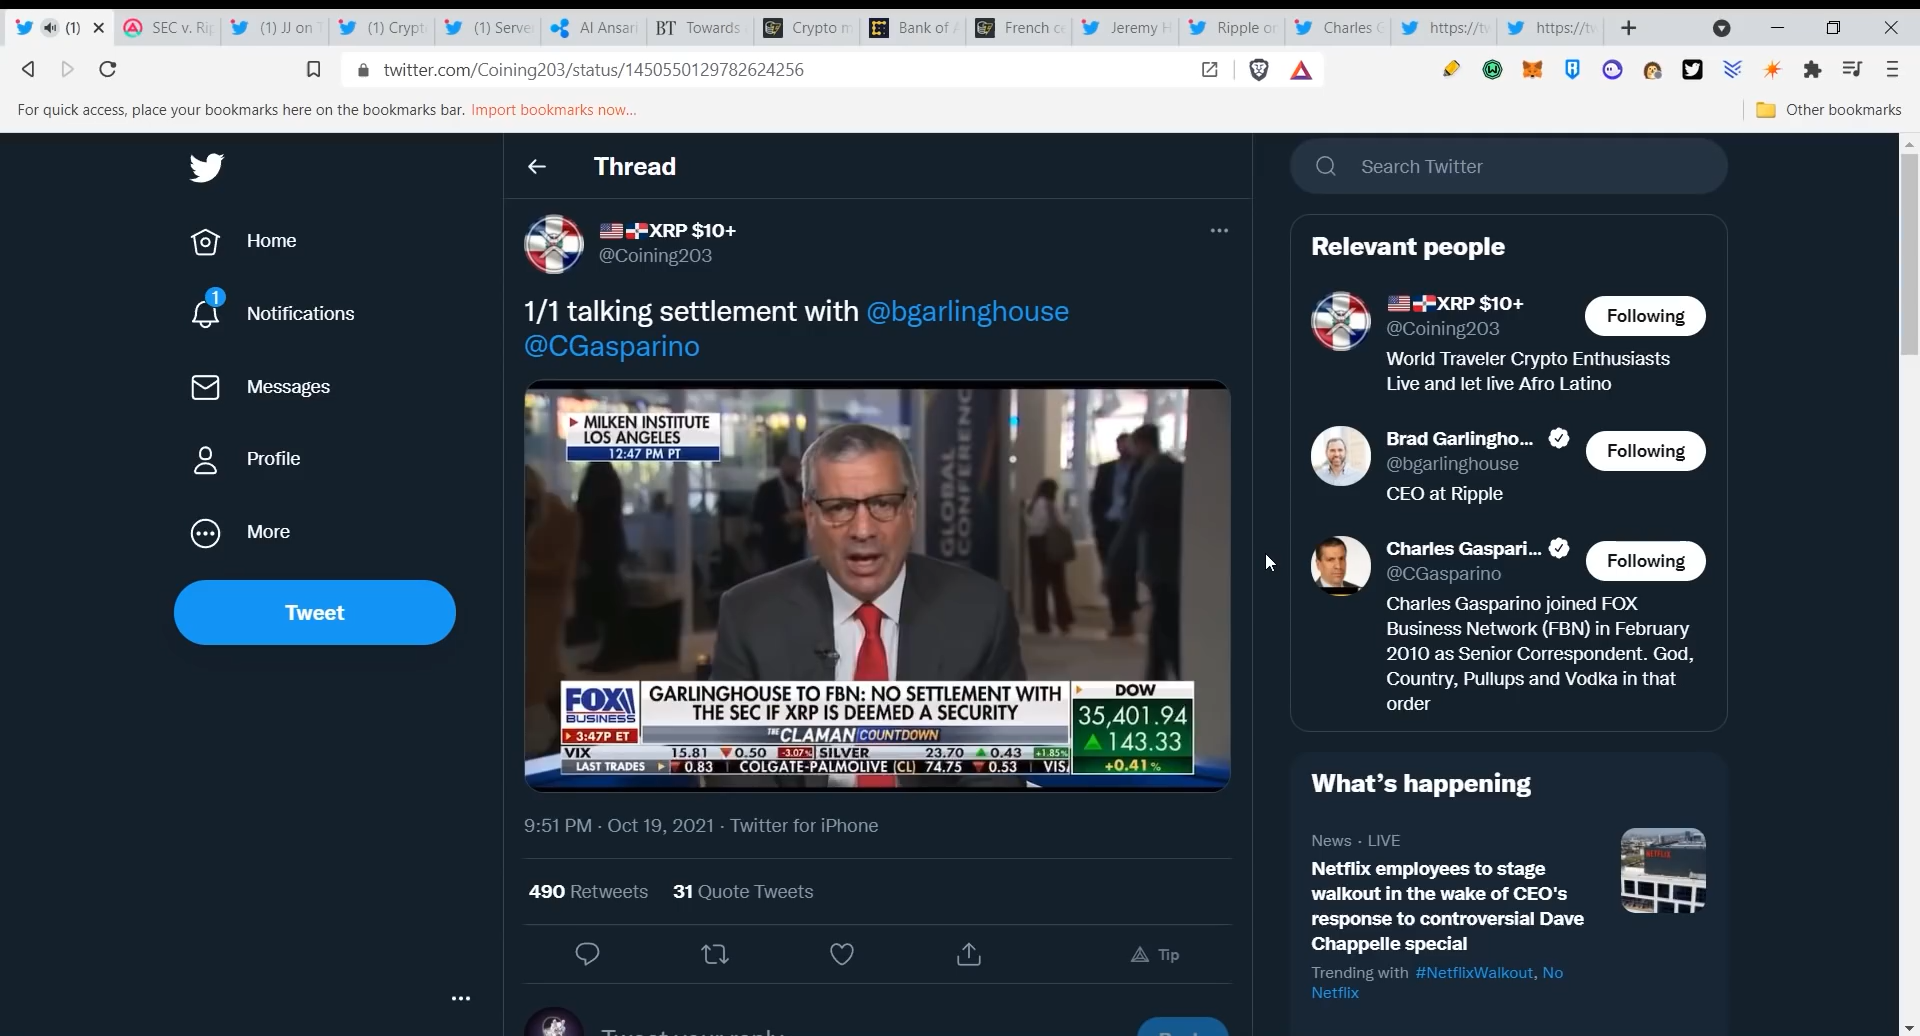 (1)
SEC v. Rip
(1) JJ on T
(1) Crypt
(1) Serve
AI Ansari
BT Towards
Crypto m
Bank of A
French ce
Jeremy H
Ripple or
Charles G
https://tw
https://tw
twitter.com/Coining203/status/1450550129782624256
For quick access, place your bookmarks here on the bookmarks bar. Import bookmarks now...
Other bookmarks
Home
1
Notifications
Messages
Profile
More
Tweet
Thread
XRP $10+
@Coining203
1/1 talking settlement with @bgarlinghouse
@CGasparino
MILKEN INSTITUTE
LOS ANGELES
12:47 PM PT
GLOBAL
CONFERENCE
FOX
BUSINESS
3:47P ET
GARLINGHOUSE TO FBN: NO SETTLEMENT WITH
THE SEC IF XRP IS DEEMED A SECURITY
THE CLAMAN COUNTDOWN
DOW
35,401.94
143.33
+0.41%
VIX 15.81 0.50 -3.07% SILVER 23.70 0.43 +1.85%
LAST TRADES 0.83 COLGATE-PALMOLIVE (CL) 74.75 0.53 VISA
9:51 PM · Oct 19, 2021 · Twitter for iPhone
490 Retweets 31 Quote Tweets
Tip
Tweet your reply
Search Twitter
Relevant people
XRP $10+
@Coining203
Following
World Traveler Crypto Enthusiasts
Live and let live Afro Latino
Brad Garlingho...
@bgarlinghouse
Following
CEO at Ripple
Charles Gaspari...
@CGasparino
Following
Charles Gasparino joined FOX
Business Network (FBN) in February
2010 as Senior Correspondent. God,
Country, Pullups and Vodka in that
order
What's happening
News · LIVE
Netflix employees to stage
walkout in the wake of CEO's
response to controversial Dave
Chappelle special
NETFLIX
Trending with #NetflixWalkout, No
Netflix